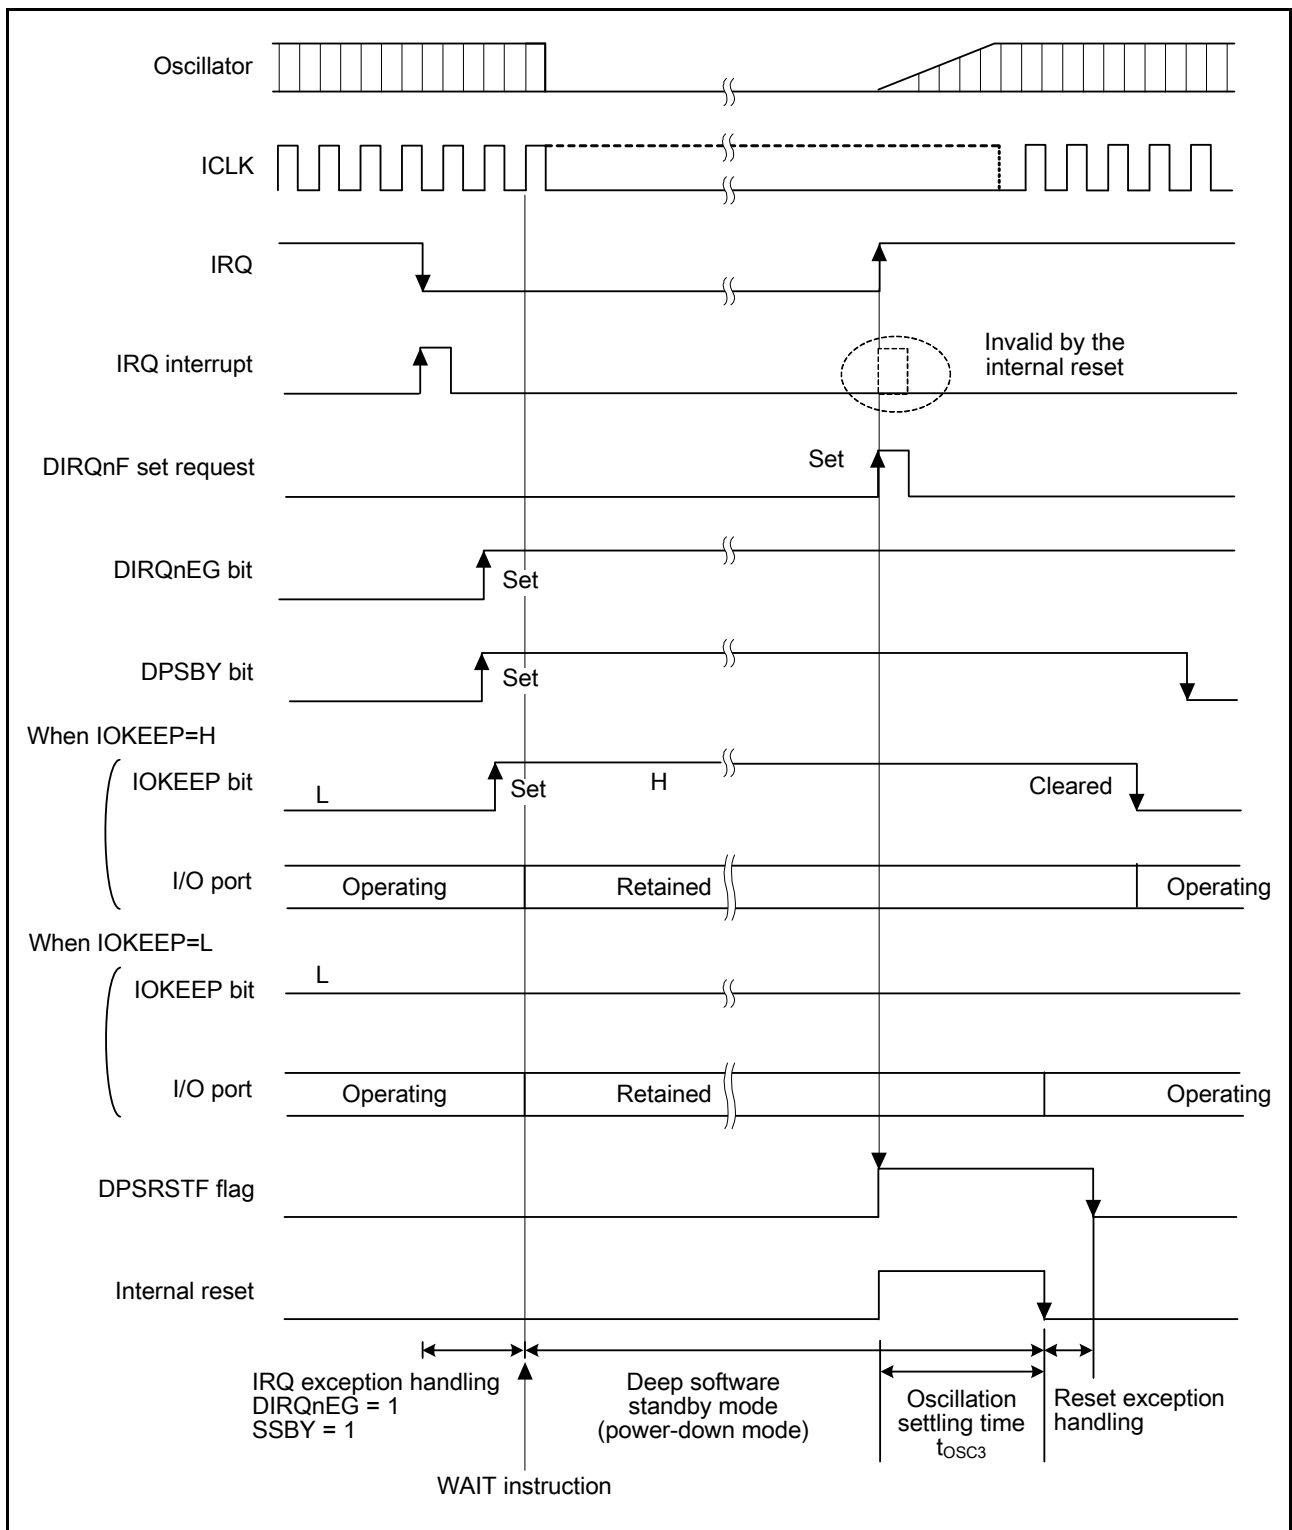 Oscillator
ICLK
IRQ
IRQ interrupt
Invalid by the
internal reset
DIRQnF set request
Set
DIRQnEG bit
Set
DPSBY bit
Set
When IOKEEP=H
IOKEEP bit
L
Set
H
Cleared
I/O port
Operating
Retained
Operating
When IOKEEP=L
IOKEEP bit
L
I/O port
Operating
Retained
Operating
DPSRSTF flag
Internal reset
IRQ exception handling
DIRQnEG = 1
SSBY = 1
Deep software
standby mode
(power-down mode)
Oscillation
settling time
tOSC3
Reset exception
handling
WAIT instruction